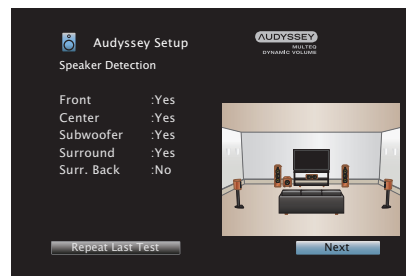 Audyssey Setup
AUDYSSEY
MULTEQ
DYNAMIC VOLUME
Speaker Detection
Front :Yes
Center :Yes
Subwoofer :Yes
Surround :Yes
Surr. Back :No
Repeat Last Test
Next